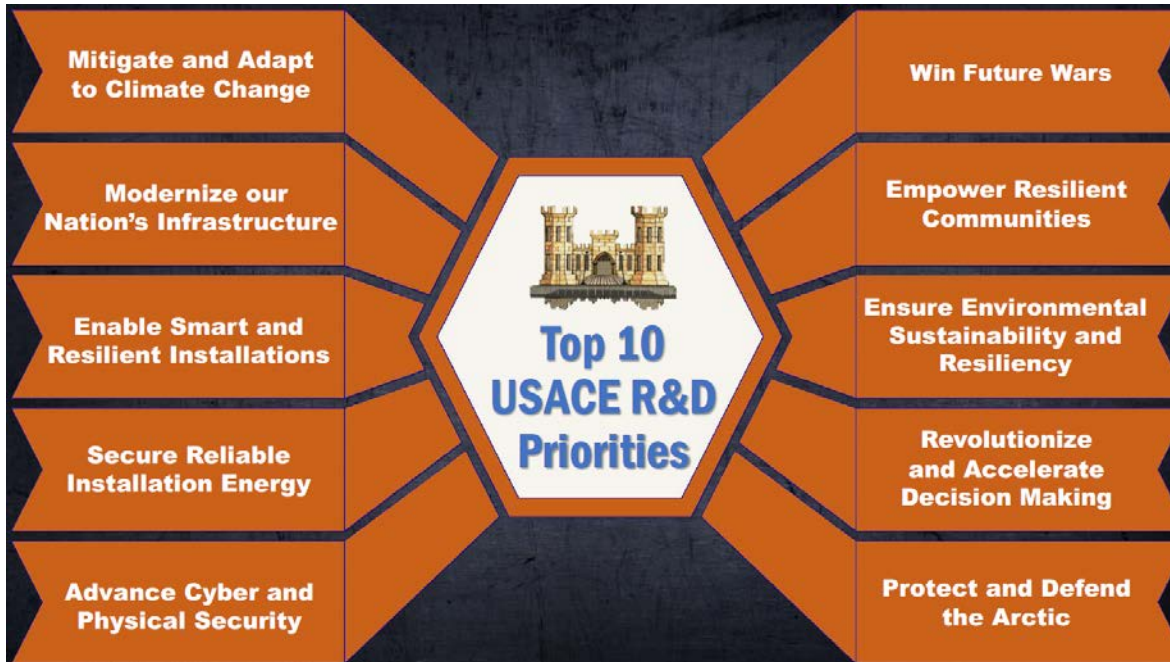 Mitigate and Adapt
to Climate Change
Modernize our
Nation's Infrastructure
Enable Smart and
Resilient Installations
Secure Reliable
Installation Energy
Advance Cyber and
Physical Security
Top 10
USACE R&D
Priorities
Win Future Wars
Empower Resilient
Communities
Ensure Environmental
Sustainability and
Resiliency
Revolutionize
and Accelerate
Decision Making
Protect and Defend
the Arctic